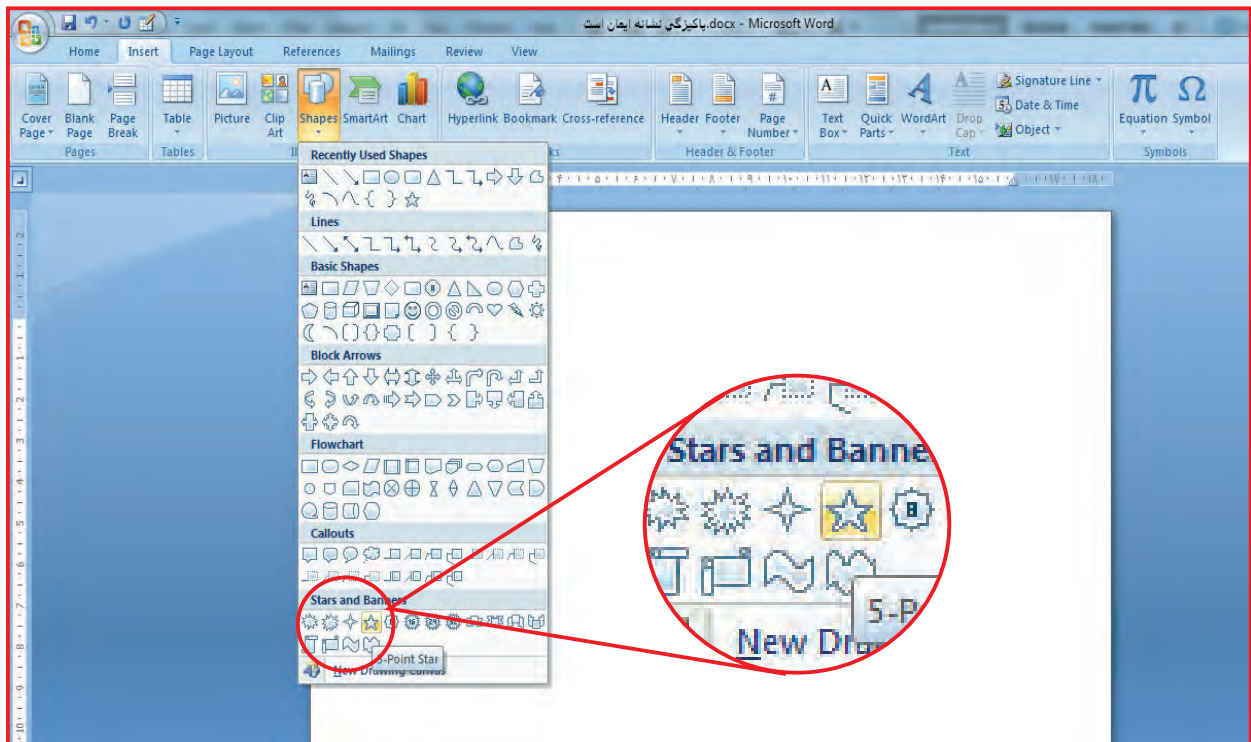 پاکیزگی نشانه ایمان است.docx - Microsoft Word
Home Insert Page Layout References Mailings Review View
Cover Page Blank Page Page Break Table Picture Clip Art Shapes SmartArt Chart Hyperlink Bookmark Cross-reference Header Footer Page Number Text Box Quick Parts WordArt Drop Cap Signature Line Date & Time Object Equation Symbol
Pages Tables Header & Footer Text Symbols
Recently Used Shapes
Lines
Basic Shapes
Block Arrows
Flowchart
Callouts
Stars and Banners
5-Point Star
New Drawing Canvas
Stars and Banne
8
5-P
New Dra